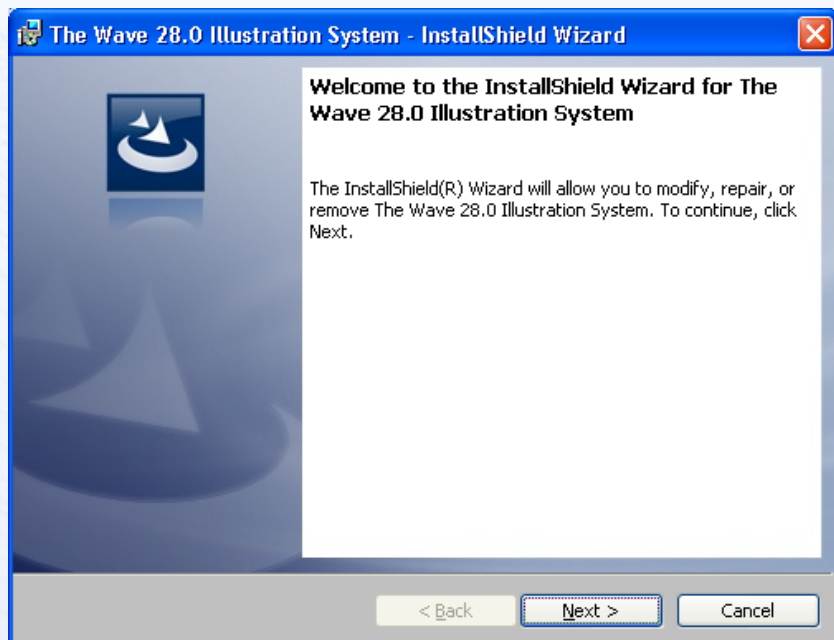 The Wave 28.0 Illustration System - InstallShield Wizard
Welcome to the InstallShield Wizard for The
Wave 28.0 Illustration System
The InstallShield(R) Wizard will allow you to modify, repair, or
remove The Wave 28.0 Illustration System. To continue, click
Next.
< Back Next > Cancel